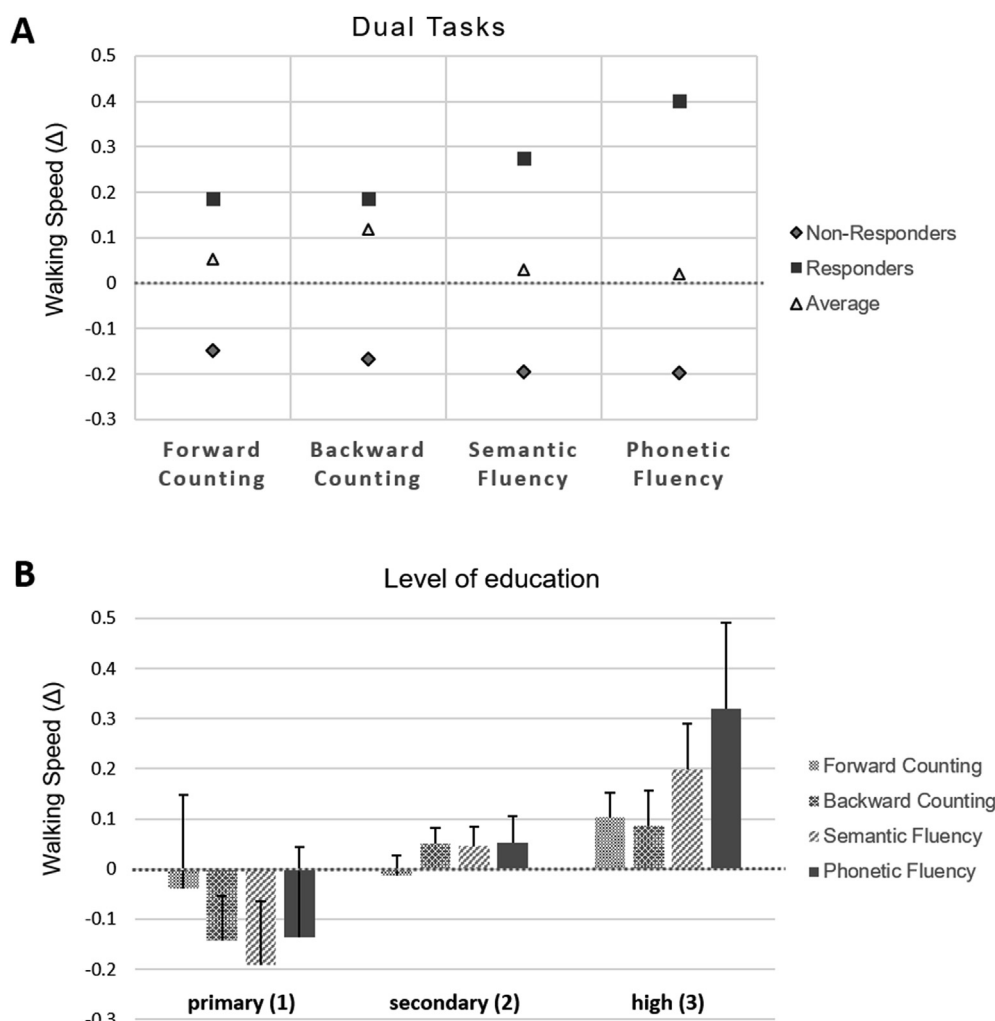 A
Dual Tasks
Walking Speed (Δ)
0.5
0.4
0.3
0.2
0.1
0
-0.1
-0.2
-0.3
Forward Counting
Backward Counting
Semantic Fluency
Phonetic Fluency
Non-Responders
Responders
Average
B
Level of education
Walking Speed (Δ)
0.5
0.4
0.3
0.2
0.1
0
-0.1
-0.2
-0.3
primary (1)
secondary (2)
high (3)
Forward Counting
Backward Counting
Semantic Fluency
Phonetic Fluency